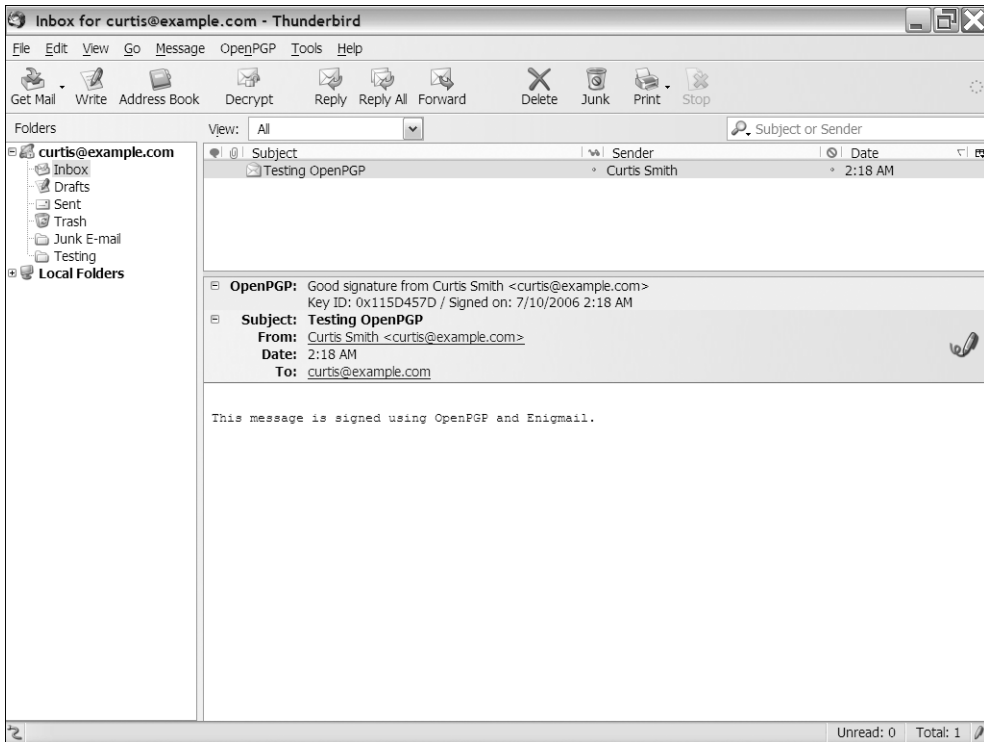 Inbox for curtis@example.com - Thunderbird
File Edit View Go Message OpenPGP Tools Help
Get Mail Write Address Book Decrypt Reply Reply All Forward Delete Junk Print Stop
Folders View: All Subject or Sender
curtis@example.com
Inbox
Drafts
Sent
Trash
Junk E-mail
Testing
Local Folders
Subject Sender Date
Testing OpenPGP Curtis Smith 2:18 AM
OpenPGP: Good signature from Curtis Smith <curtis@example.com>
Key ID: 0x115D457D / Signed on: 7/10/2006 2:18 AM
Subject: Testing OpenPGP
From: Curtis Smith <curtis@example.com>
Date: 2:18 AM
To: curtis@example.com
This message is signed using OpenPGP and Enigmail.
Unread: 0 Total: 1